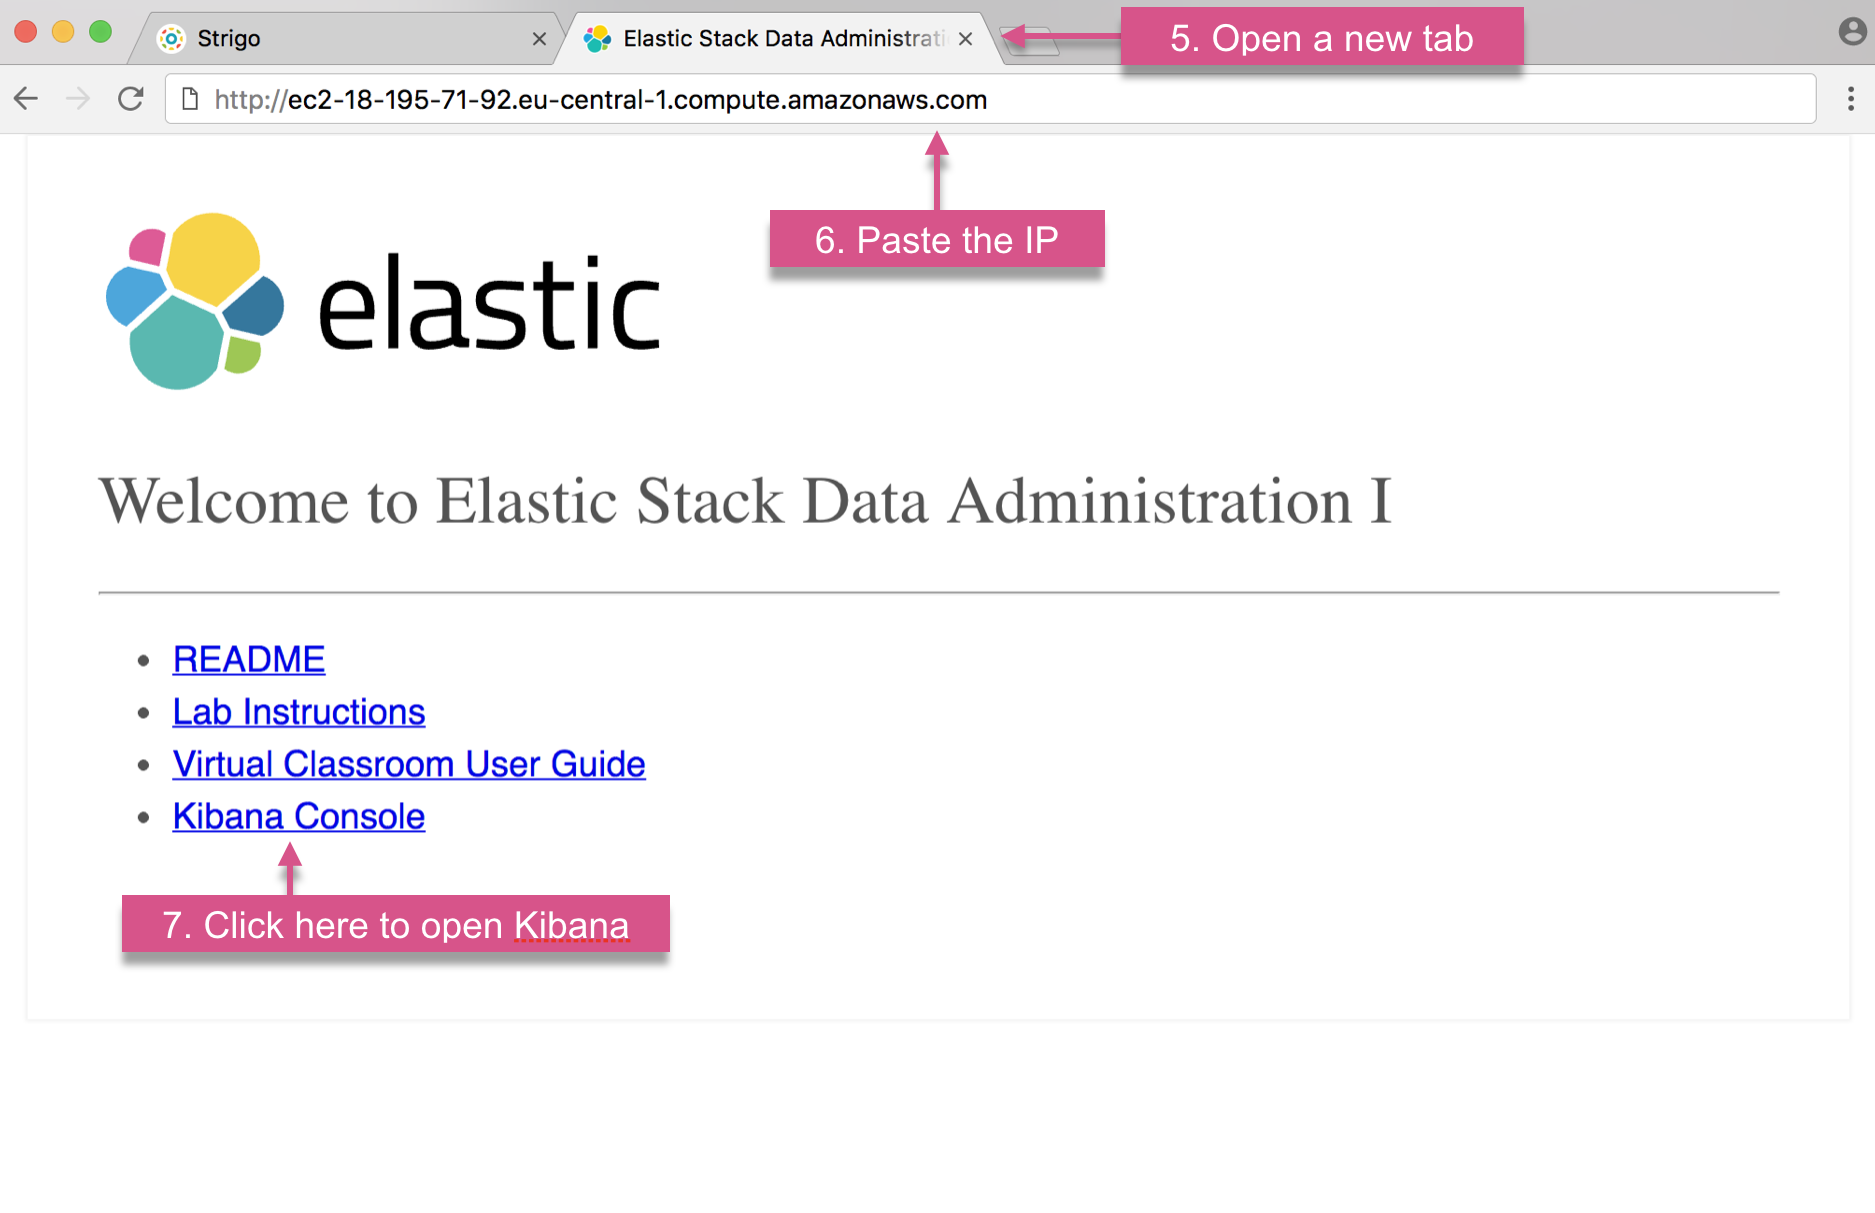 Strigo
Elastic Stack Data Administrati
5. Open a new tab
http://ec2-18-195-71-92.eu-central-1.compute.amazonaws.com
6. Paste the IP
elastic
Welcome to Elastic Stack Data Administration I
README
Lab Instructions
Virtual Classroom User Guide
Kibana Console
7. Click here to open Kibana